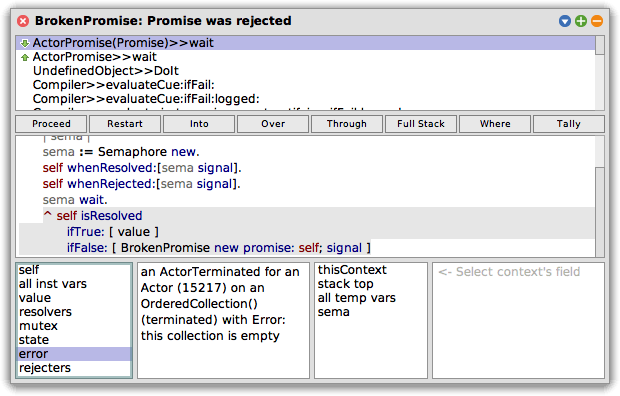 BrokenPromise: Promise was rejected
ActorPromise(Promise)>>wait
ActorPromise>>wait
UndefinedObject>>DoIt
Compiler>>evaluateCue:ifFail:
Compiler>>evaluateCue:ifFail:logged:
Proceed Restart Into Over Through Full Stack Where Tally
| sema |
sema := Semaphore new.
self whenResolved:[sema signal].
self whenRejected:[sema signal].
sema wait.
^ self isResolved
ifTrue: [ value ]
ifFalse: [ BrokenPromise new promise: self; signal ]
self
all inst vars
value
resolvers
mutex
state
error
rejecters
an ActorTerminated for an
Actor (15217) on an
OrderedCollection()
(terminated) with Error:
this collection is empty
thisContext
stack top
all temp vars
sema
<- Select context's field